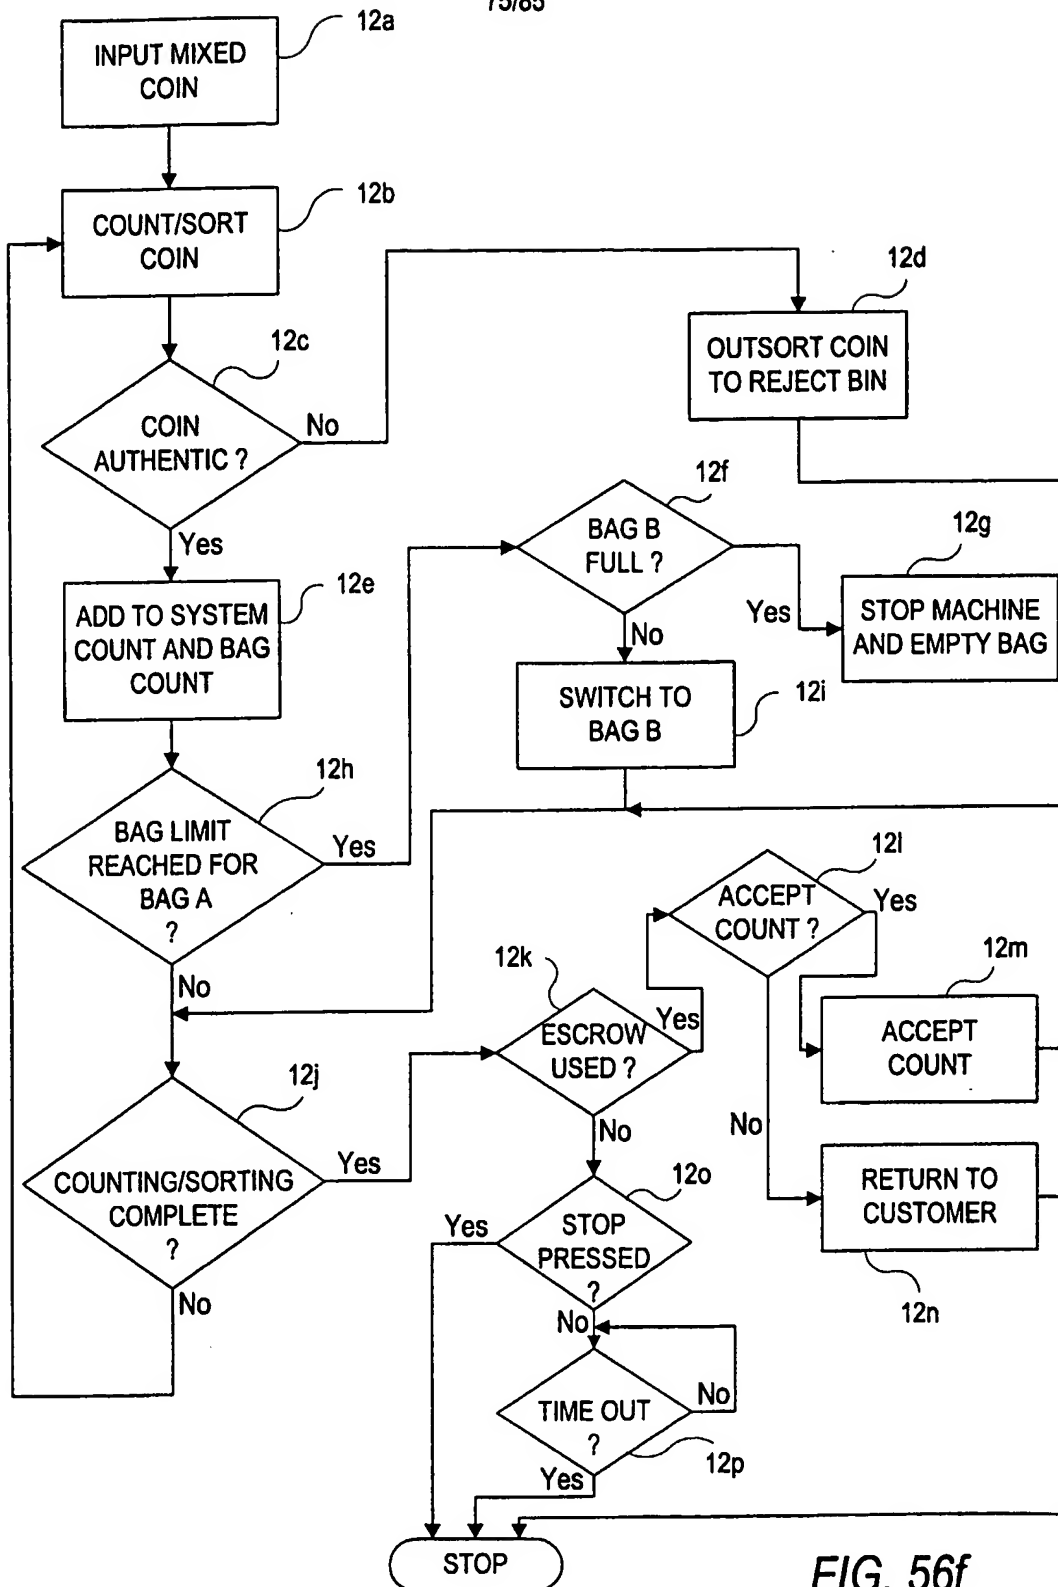 75/85
12a
INPUT MIXED
COIN
12b
COUNT/SORT
COIN
12c
COIN
AUTHENTIC ?
No
Yes
12d
OUTSORT COIN
TO REJECT BIN
12e
ADD TO SYSTEM
COUNT AND BAG
COUNT
12f
BAG B
FULL ?
Yes
No
12g
STOP MACHINE
AND EMPTY BAG
12i
SWITCH TO
BAG B
12h
BAG LIMIT
REACHED FOR
BAG A
?
Yes
No
12j
COUNTING/SORTING
COMPLETE
?
Yes
No
12k
ESCROW
USED ?
Yes
No
12l
ACCEPT
COUNT ?
Yes
No
12m
ACCEPT
COUNT
RETURN TO
CUSTOMER
12n
12o
STOP
PRESSED
?
Yes
No
TIME OUT
?
No
Yes
12p
STOP
FIG. 56f